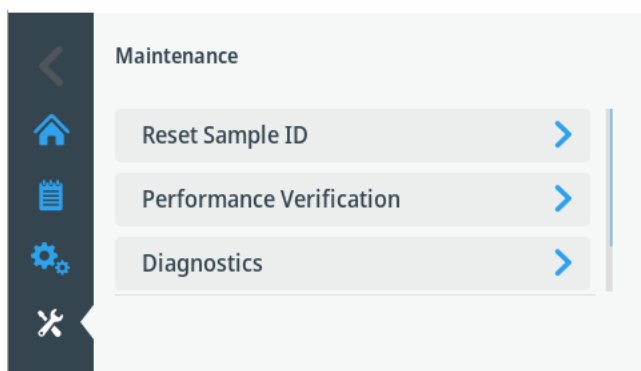 Maintenance
Reset Sample ID
Performance Verification
Diagnostics